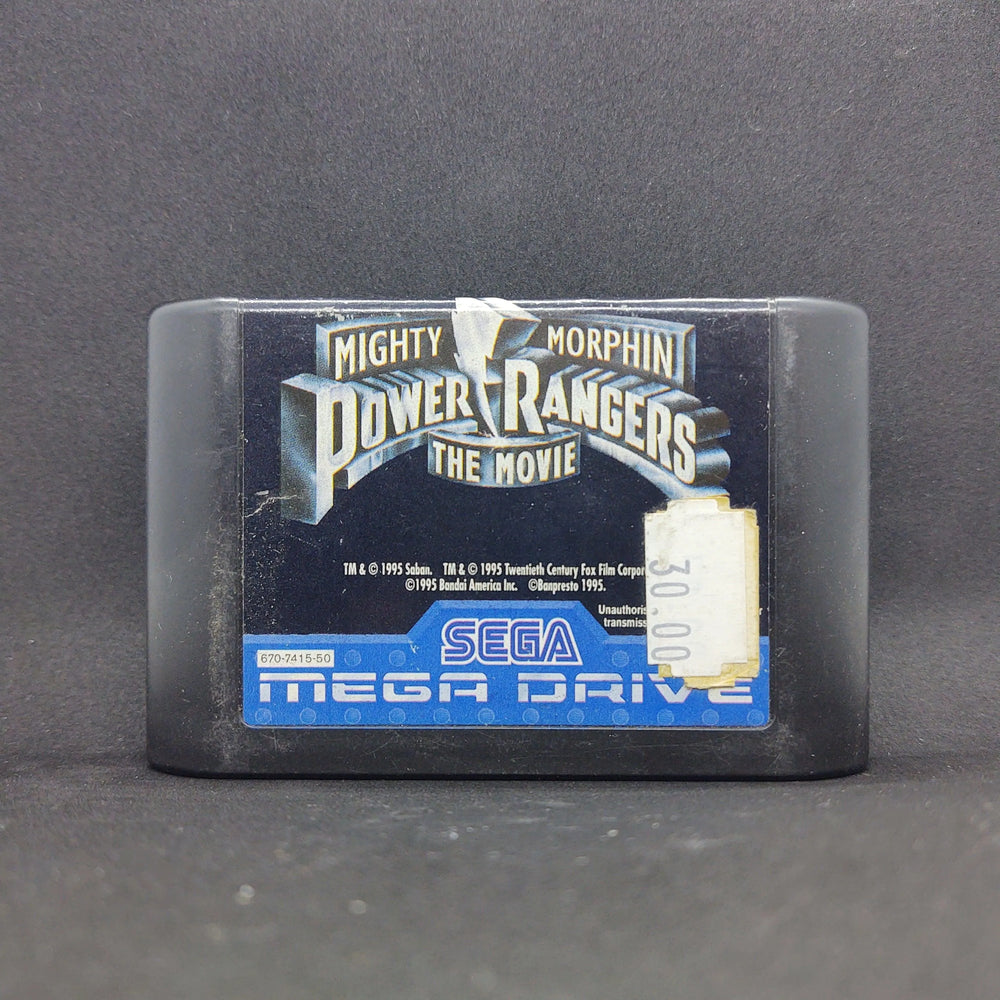 MIGHTY MORPHIN
POWER RANGERS
THE MOVIE
TM & © 1995 Saban. TM & © 1995 Twentieth Century Fox Film Corpor
©1995 Bandai America Inc. ©Banpresto 1995.
Unauthoris
transmiss
30.00
SEGA
670-7415-50
MEGA DRIVE